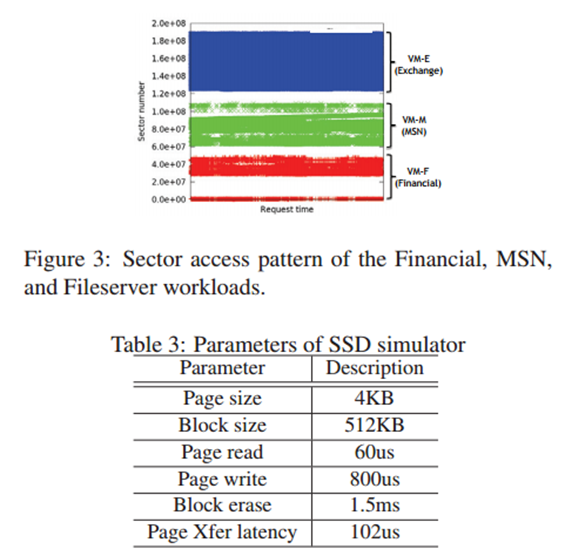 2.0e+08
1.8e+08
1.6e+08
1.4e+08
1.2e+08
1.0e+08
8.0e+07
6.0e+07
4.0e+07
2.0e+07
0.0e+00
Sector number
Request time
VM-E
(Exchange)
VM-M
(MSN)
VM-F
(Financial)
Figure 3: Sector access pattern of the Financial, MSN,
and Fileserver workloads.
Table 3: Parameters of SSD simulator
Parameter Description
Page size 4KB
Block size 512KB
Page read 60us
Page write 800us
Block erase 1.5ms
Page Xfer latency 102us